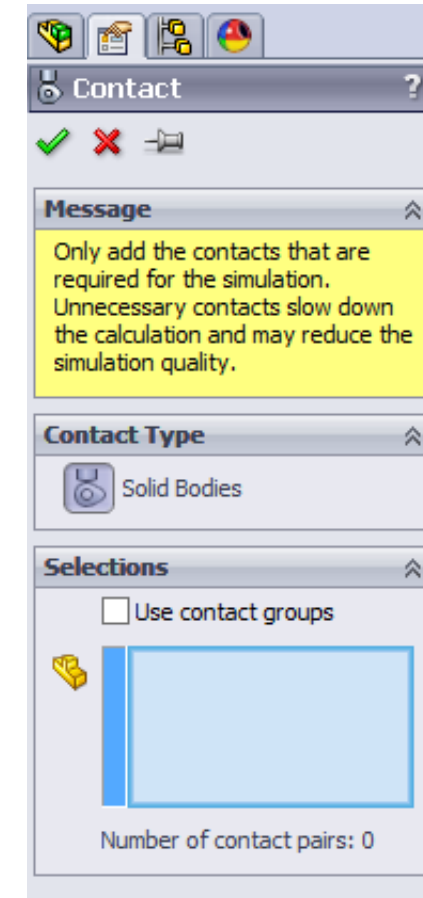 Contact
?
Message
Only add the contacts that are
required for the simulation.
Unnecessary contacts slow down
the calculation and may reduce the
simulation quality.
Contact Type
Solid Bodies
Selections
Use contact groups
Number of contact pairs: 0